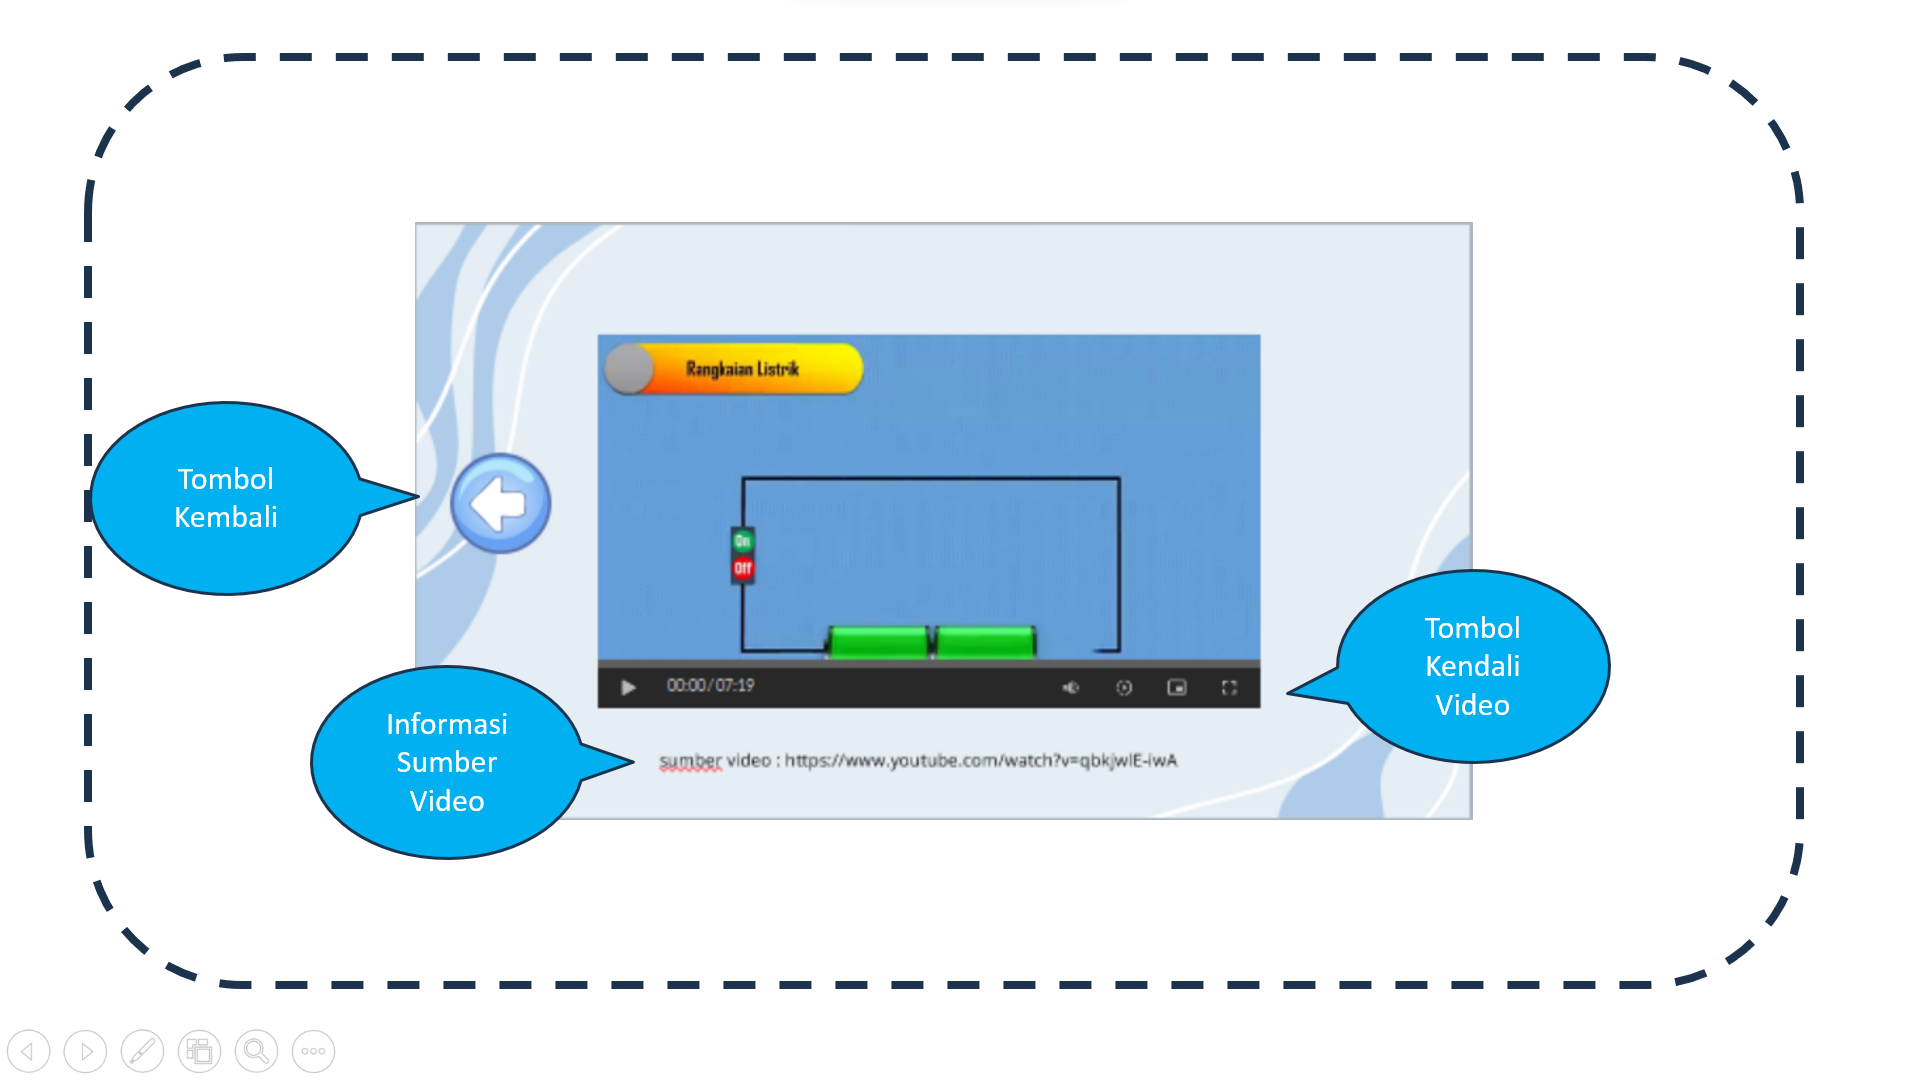 Rangkaian Listrik
Tombol
Kembali
On
Off
Tombol
Kendali
Video
00:00/07:19
Informasi
Sumber
Video
sumber video : https://www.youtube.com/watch?v=qbkjwlE-iwA